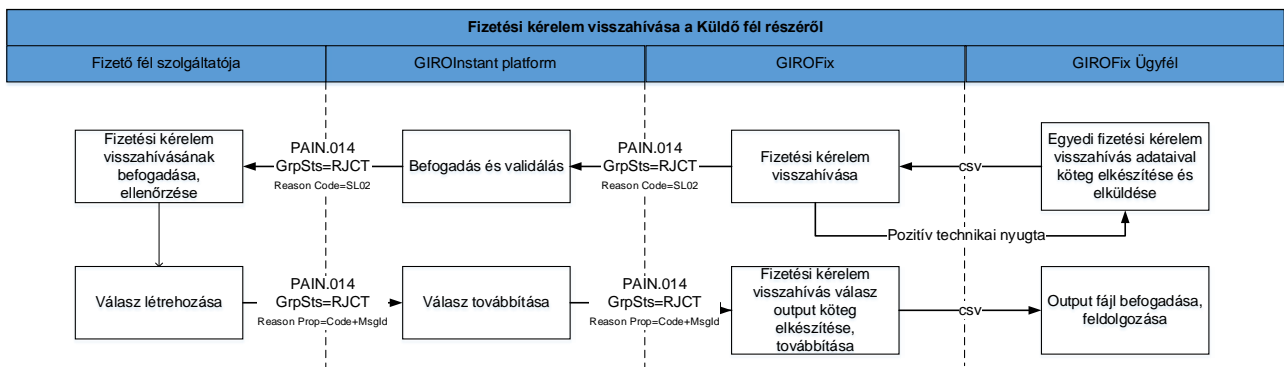 Fizetési kérelem visszahívása a Küldő fél részéről
Fizető fél szolgáltatója
GIROInstant platform
GIROFix
GIROFix Ügyfél
Fizetési kérelem
visszahívásának
befogadása,
ellenőrzése
PAIN.014
GrpSts=RJCT
Reason Code=SL02
Befogadás és validálás
PAIN.014
GrpSts=RJCT
Reason Code=SL02
Fizetési kérelem
visszahívása
csv
Egyedi fizetési kérelem
visszahívás adataival
köteg elkészítése és
elküldése
Pozitív technikai nyugta
Válasz létrehozása
PAIN.014
GrpSts=RJCT
Reason Prop=Code+MsgId
Válasz továbbítása
PAIN.014
GrpSts=RJCT
Reason Prop=Code+MsgId
Fizetési kérelem
visszahívás válasz
output köteg
elkészítése,
továbbítása
csv
Output fájl befogadása,
feldolgozása